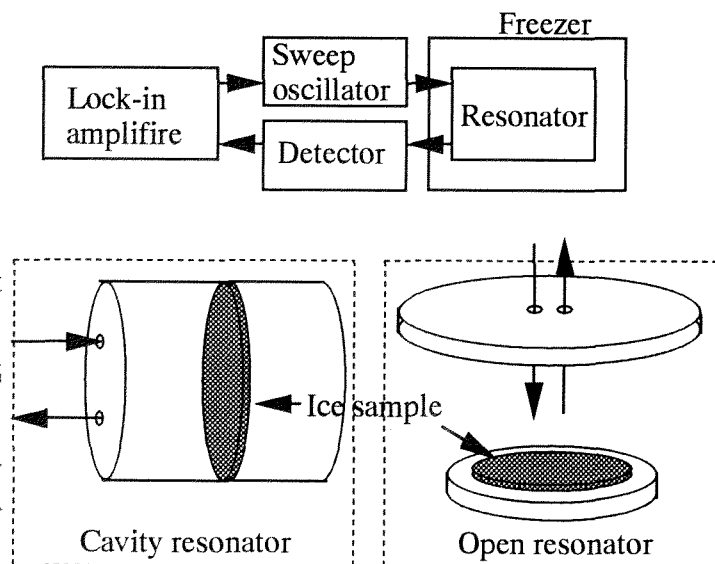 Freezer
Sweep
oscillator
Lock-in
amplifire
Resonator
Detector
Ice sample
Cavity resonator
Open resonator